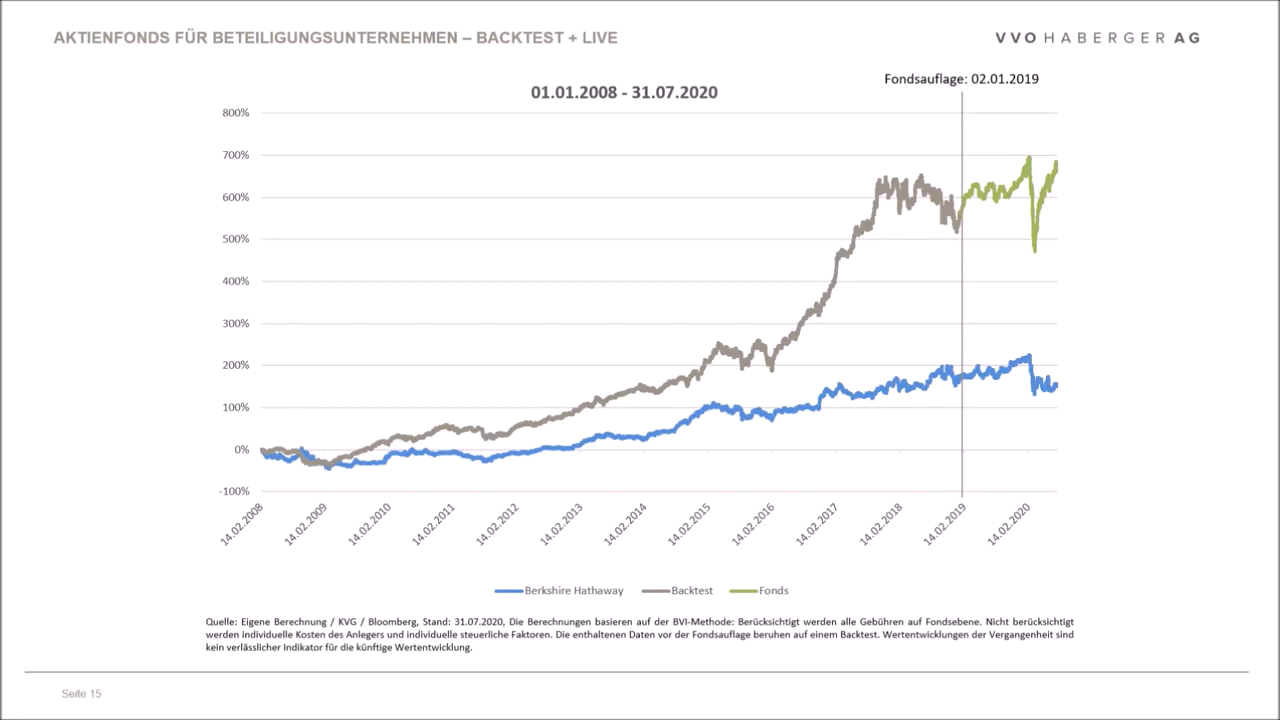 AKTIENFONDS FÜR BETEILIGUNGSUNTERNEHMEN – BACKTEST + LIVE
VVO HABERGER AG
Fondsauflage: 02.01.2019
01.01.2008 - 31.07.2020
800%
700%
600%
500%
400%
300%
200%
100%
0%
-100%
14.02.2008
14.02.2009
14.02.2010
14.02.2011
14.02.2012
14.02.2013
14.02.2014
14.02.2015
14.02.2016
14.02.2017
14.02.2018
14.02.2019
14.02.2020
Berkshire Hathaway
Backtest
Fonds
Quelle: Eigene Berechnung / KVG / Bloomberg, Stand: 31.07.2020, Die Berechnungen basieren auf der BVI-Methode: Berücksichtigt werden alle Gebühren auf Fondsebene. Nicht berücksichtigt
werden individuelle Kosten des Anlegers und individuelle steuerliche Faktoren. Die enthaltenen Daten vor der Fondsauflage beruhen auf einem Backtest. Wertentwicklungen der Vergangenheit sind
kein verlässlicher Indikator für die künftige Wertentwicklung.
Seite 15